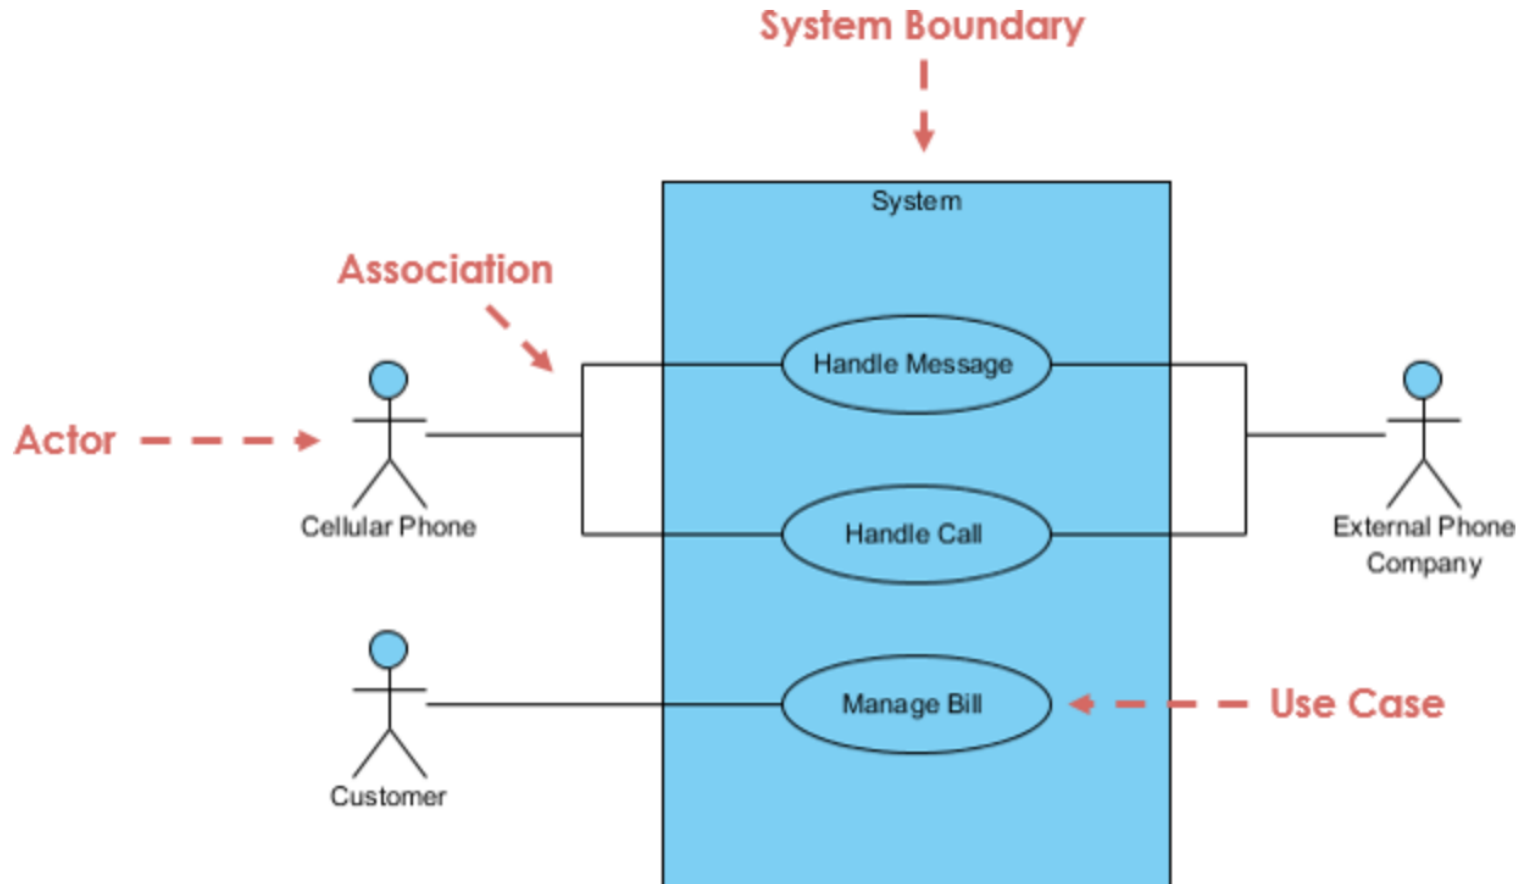 System Boundary
System
Association
Handle Message
Actor
Cellular Phone
Handle Call
External Phone
Company
Manage Bill
Use Case
Customer